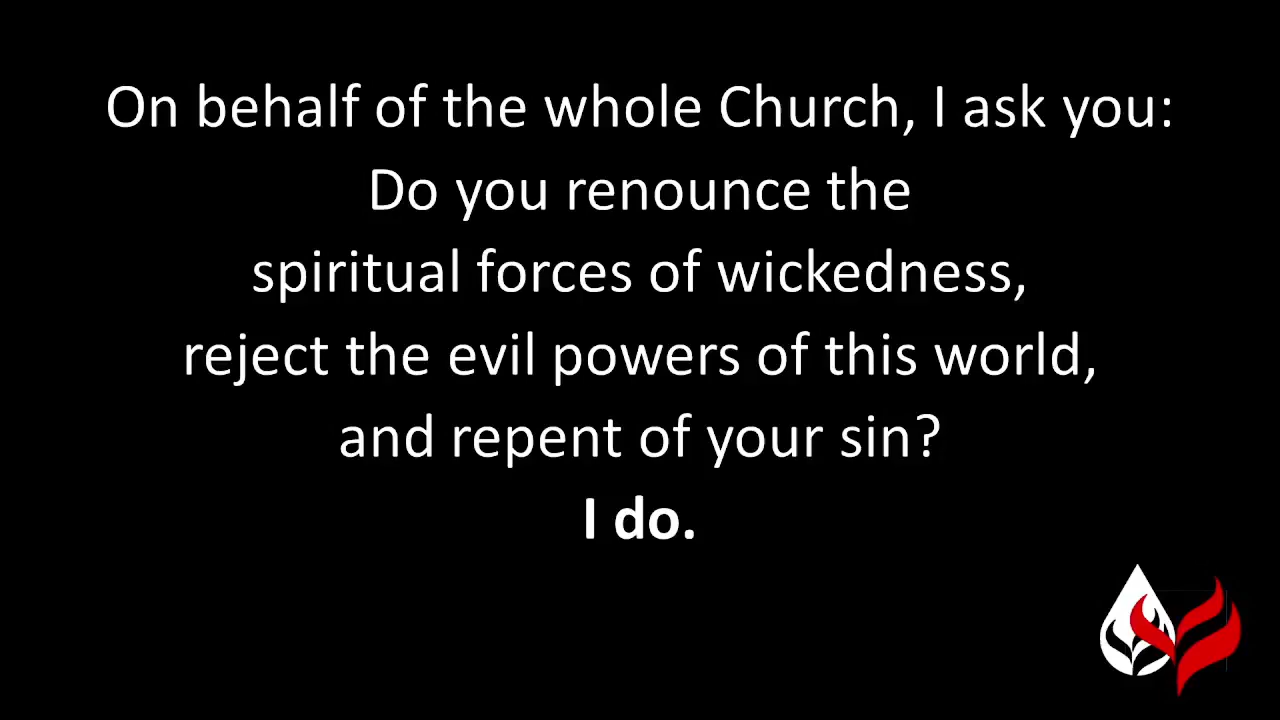 On behalf of the whole Church, I ask you:
Do you renounce the
spiritual forces of wickedness,
reject the evil powers of this world,
and repent of your sin?
I do.